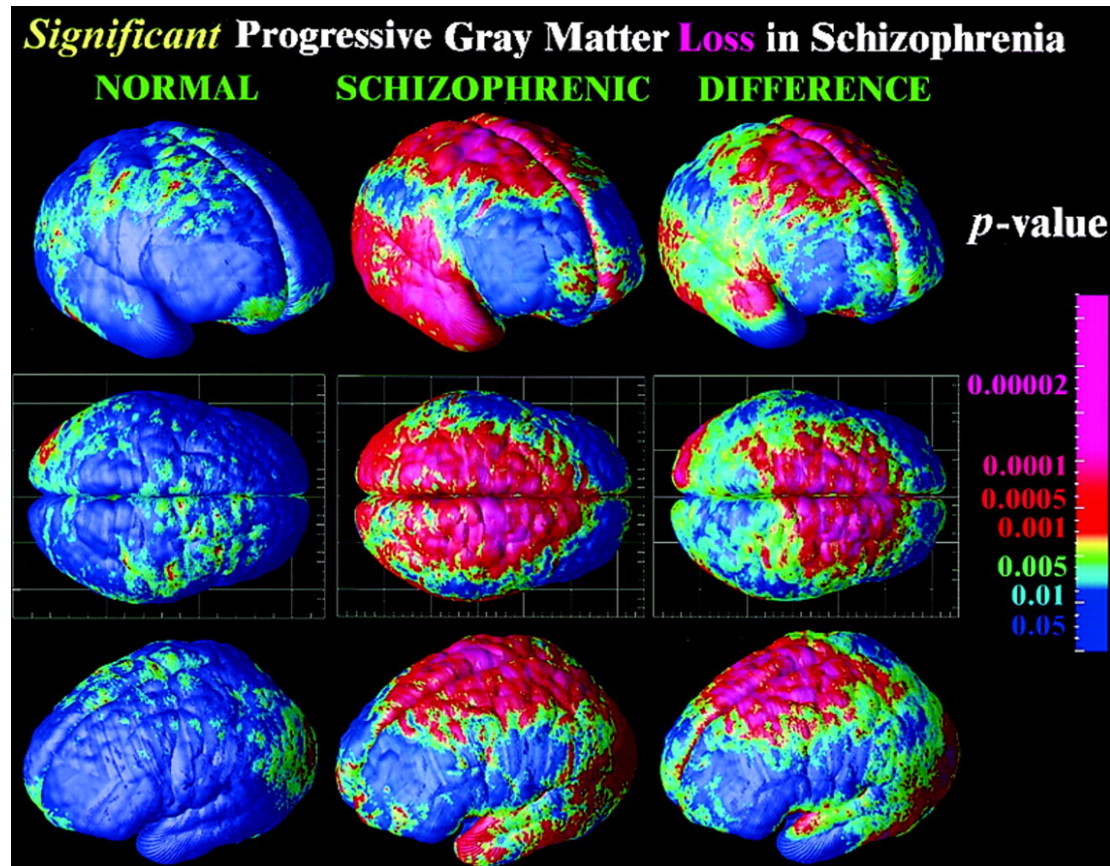 Significant Progressive Gray Matter Loss in Schizophrenia
NORMAL SCHIZOPHRENIC DIFFERENCE
p-value
0.00002
0.0001
0.0005
0.001
0.005
0.01
0.05